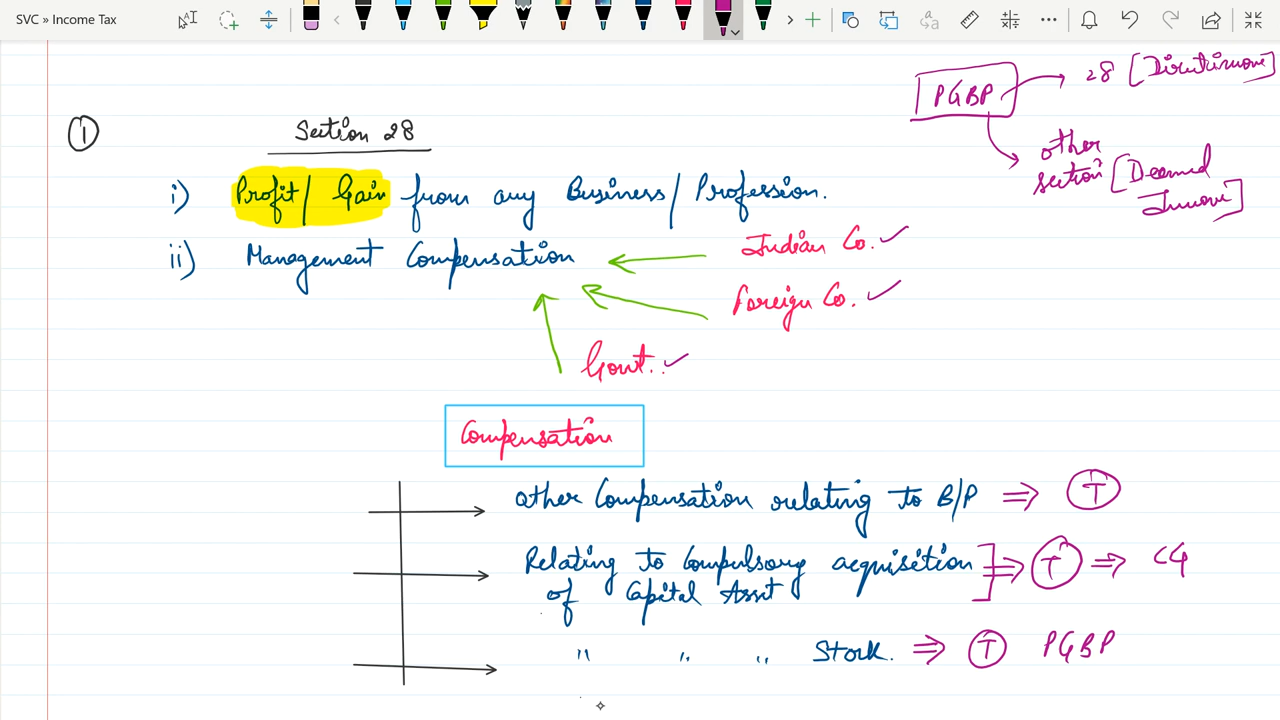 SVC » Income Tax
PGBP
28 [Direct Income]
other section [Deemed Income]
① Section 28
i) Profit/ Gain from any Business/ Profession.
ii) Management Compensation
Indian Co. ✓
Foreign Co. ✓
Govt. ✓
Compensation
other Compensation relating to B/P ⇒ T
Relating to Compulsory acquisition ⇒ T ⇒ CG
of Capital Asset
" " " Stock. ⇒ T PGBP